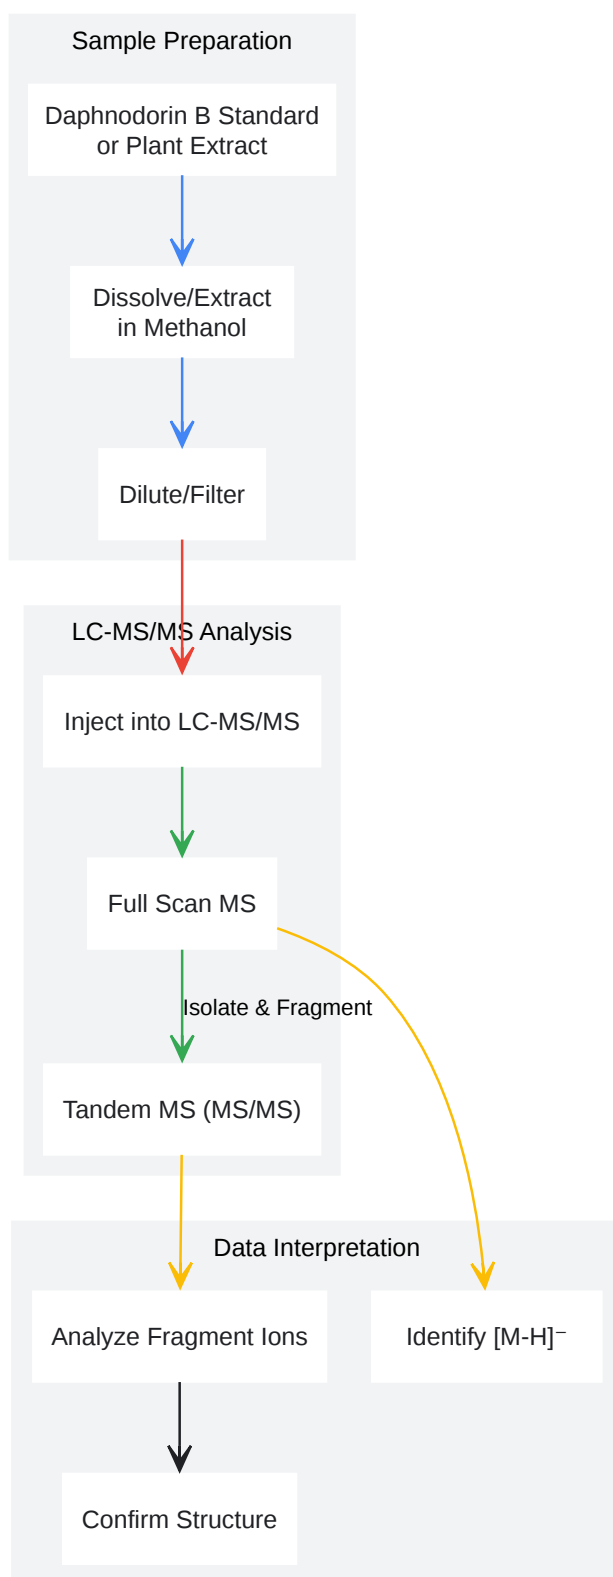 Sample Preparation
Daphnodorin B Standard
or Plant Extract
Dissolve/Extract
in Methanol
Dilute/Filter
LC-MS/MS Analysis
Inject into LC-MS/MS
Full Scan MS
Isolate & Fragment
Tandem MS (MS/MS)
Data Interpretation
Analyze Fragment Ions
Identify [M-H]⁻
Confirm Structure